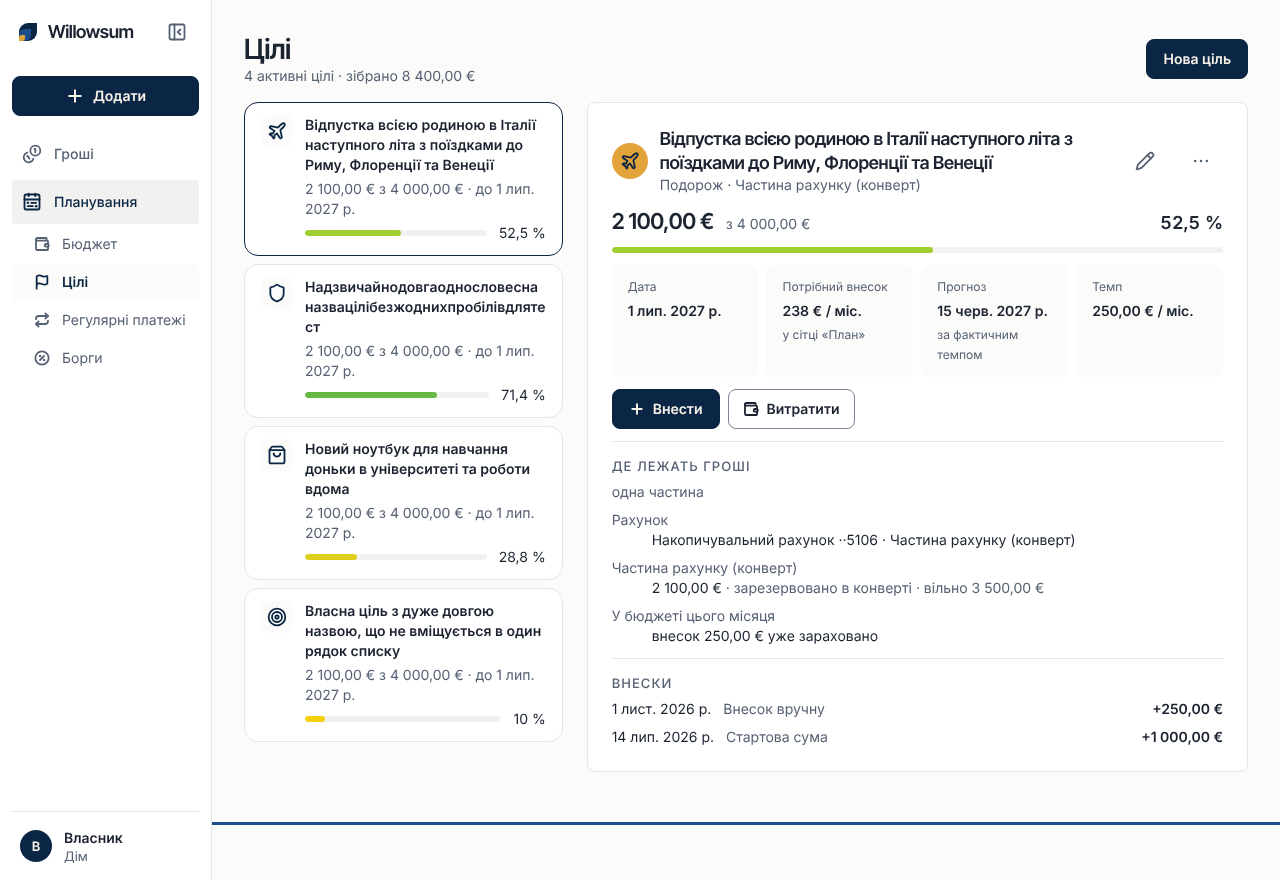 Willowsum
Додати
Гроші
Планування
Бюджет
Цілі
Регулярні платежі
Борги
В
Власник
Дім
Цілі
4 активні цілі · зібрано 8 400,00 €
Нова ціль
Відпустка всією родиною в Італії
наступного літа з поїздками до
Риму, Флоренції та Венеції
2 100,00 € з 4 000,00 € · до 1 лип.
2027 р.
52,5 %
Надзвичайнодовгаоднословесна
назвацілібезжоднихпробілівдляте
ст
2 100,00 € з 4 000,00 € · до 1 лип.
2027 р.
71,4 %
Новий ноутбук для навчання
доньки в університеті та роботи
вдома
2 100,00 € з 4 000,00 € · до 1 лип.
2027 р.
28,8 %
Власна ціль з дуже довгою
назвою, що не вміщується в один
рядок списку
2 100,00 € з 4 000,00 € · до 1 лип.
2027 р.
10 %
Відпустка всією родиною в Італії наступного літа з
поїздками до Риму, Флоренції та Венеції
Подорож · Частина рахунку (конверт)
2 100,00 € з 4 000,00 €
52,5 %
Дата
1 лип. 2027 р.
Потрібний внесок
238 € / міс.
у сітці «План»
Прогноз
15 черв. 2027 р.
за фактичним
темпом
Темп
250,00 € / міс.
Внести
Витратити
ДЕ ЛЕЖАТЬ ГРОШІ
одна частина
Рахунок
Накопичувальний рахунок ··5106 · Частина рахунку (конверт)
Частина рахунку (конверт)
2 100,00 € · зарезервовано в конверті · вільно 3 500,00 €
У бюджеті цього місяця
внесок 250,00 € уже зараховано
ВНЕСКИ
1 лист. 2026 р. Внесок вручну +250,00 €
14 лип. 2026 р. Стартова сума +1 000,00 €